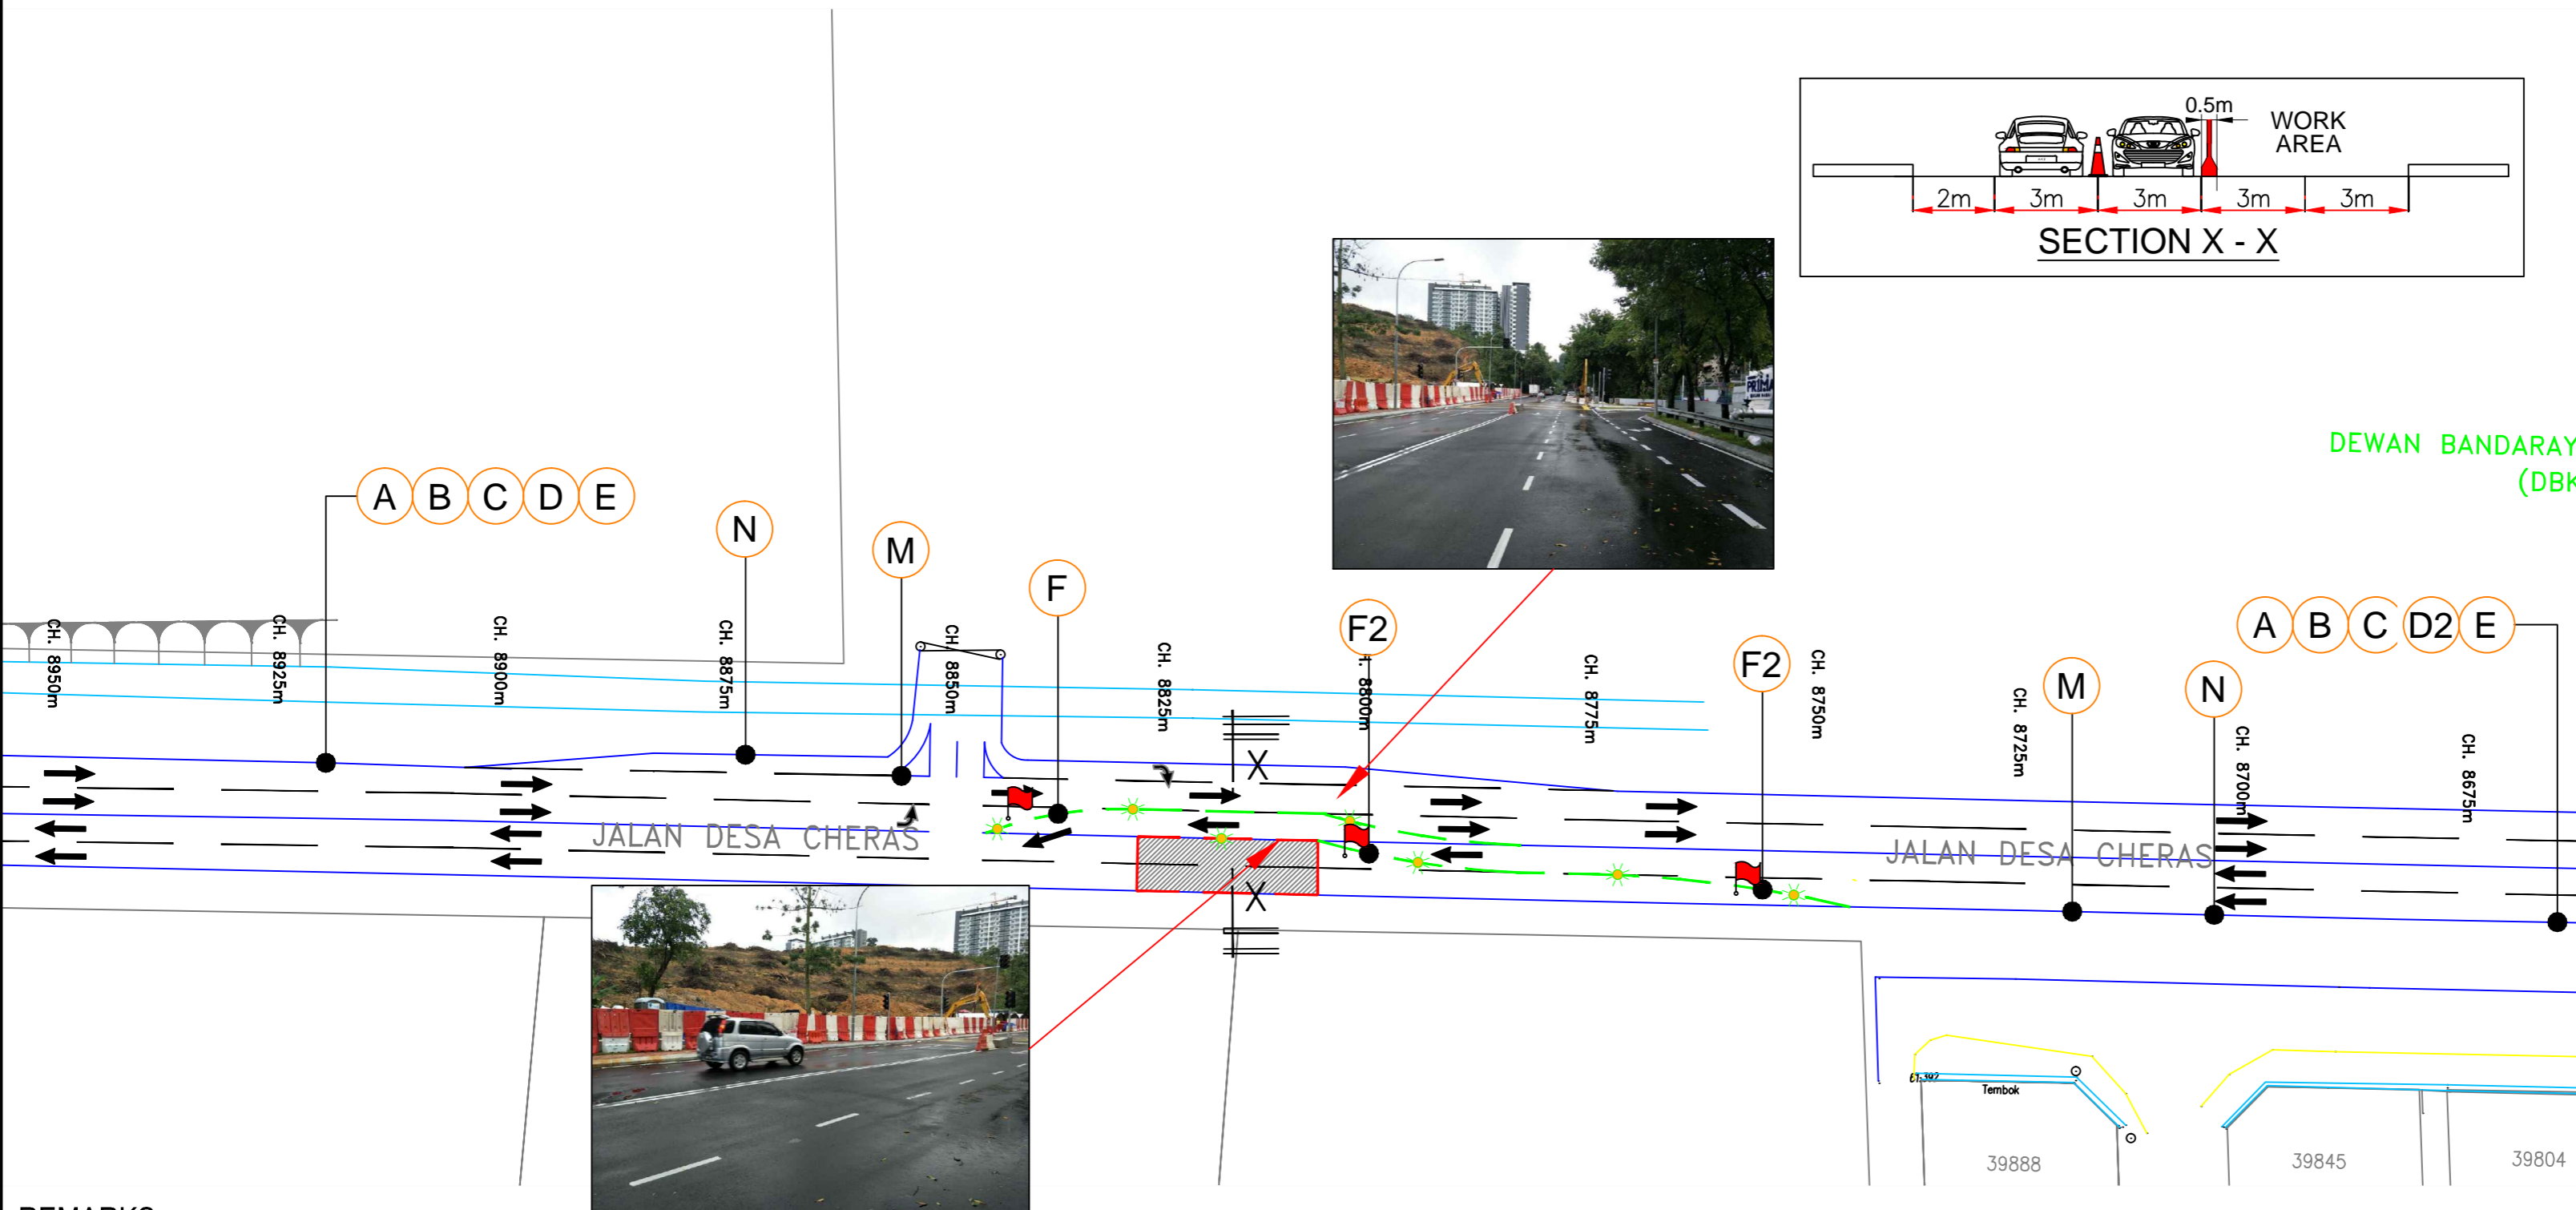 0.5m
WORK
AREA
2m 3m 3m 3m 3m
SECTION X - X
PRIMA
DEWAN BANDARAY
(DBK
A B C D E
N
M
F
F2
F2
M
N
A B C D2 E
CH. 8950m
CH. 8925m
CH. 8900m
CH. 8875m
CH. 8850m
CH. 8825m
8800m
CH. 8775m
CH. 8750m
CH. 8725m
CH. 8700m
CH. 8675m
X
JALAN DESA CHERAS
JALAN DESA CHERAS
X
Tembok
39888
39845
39804